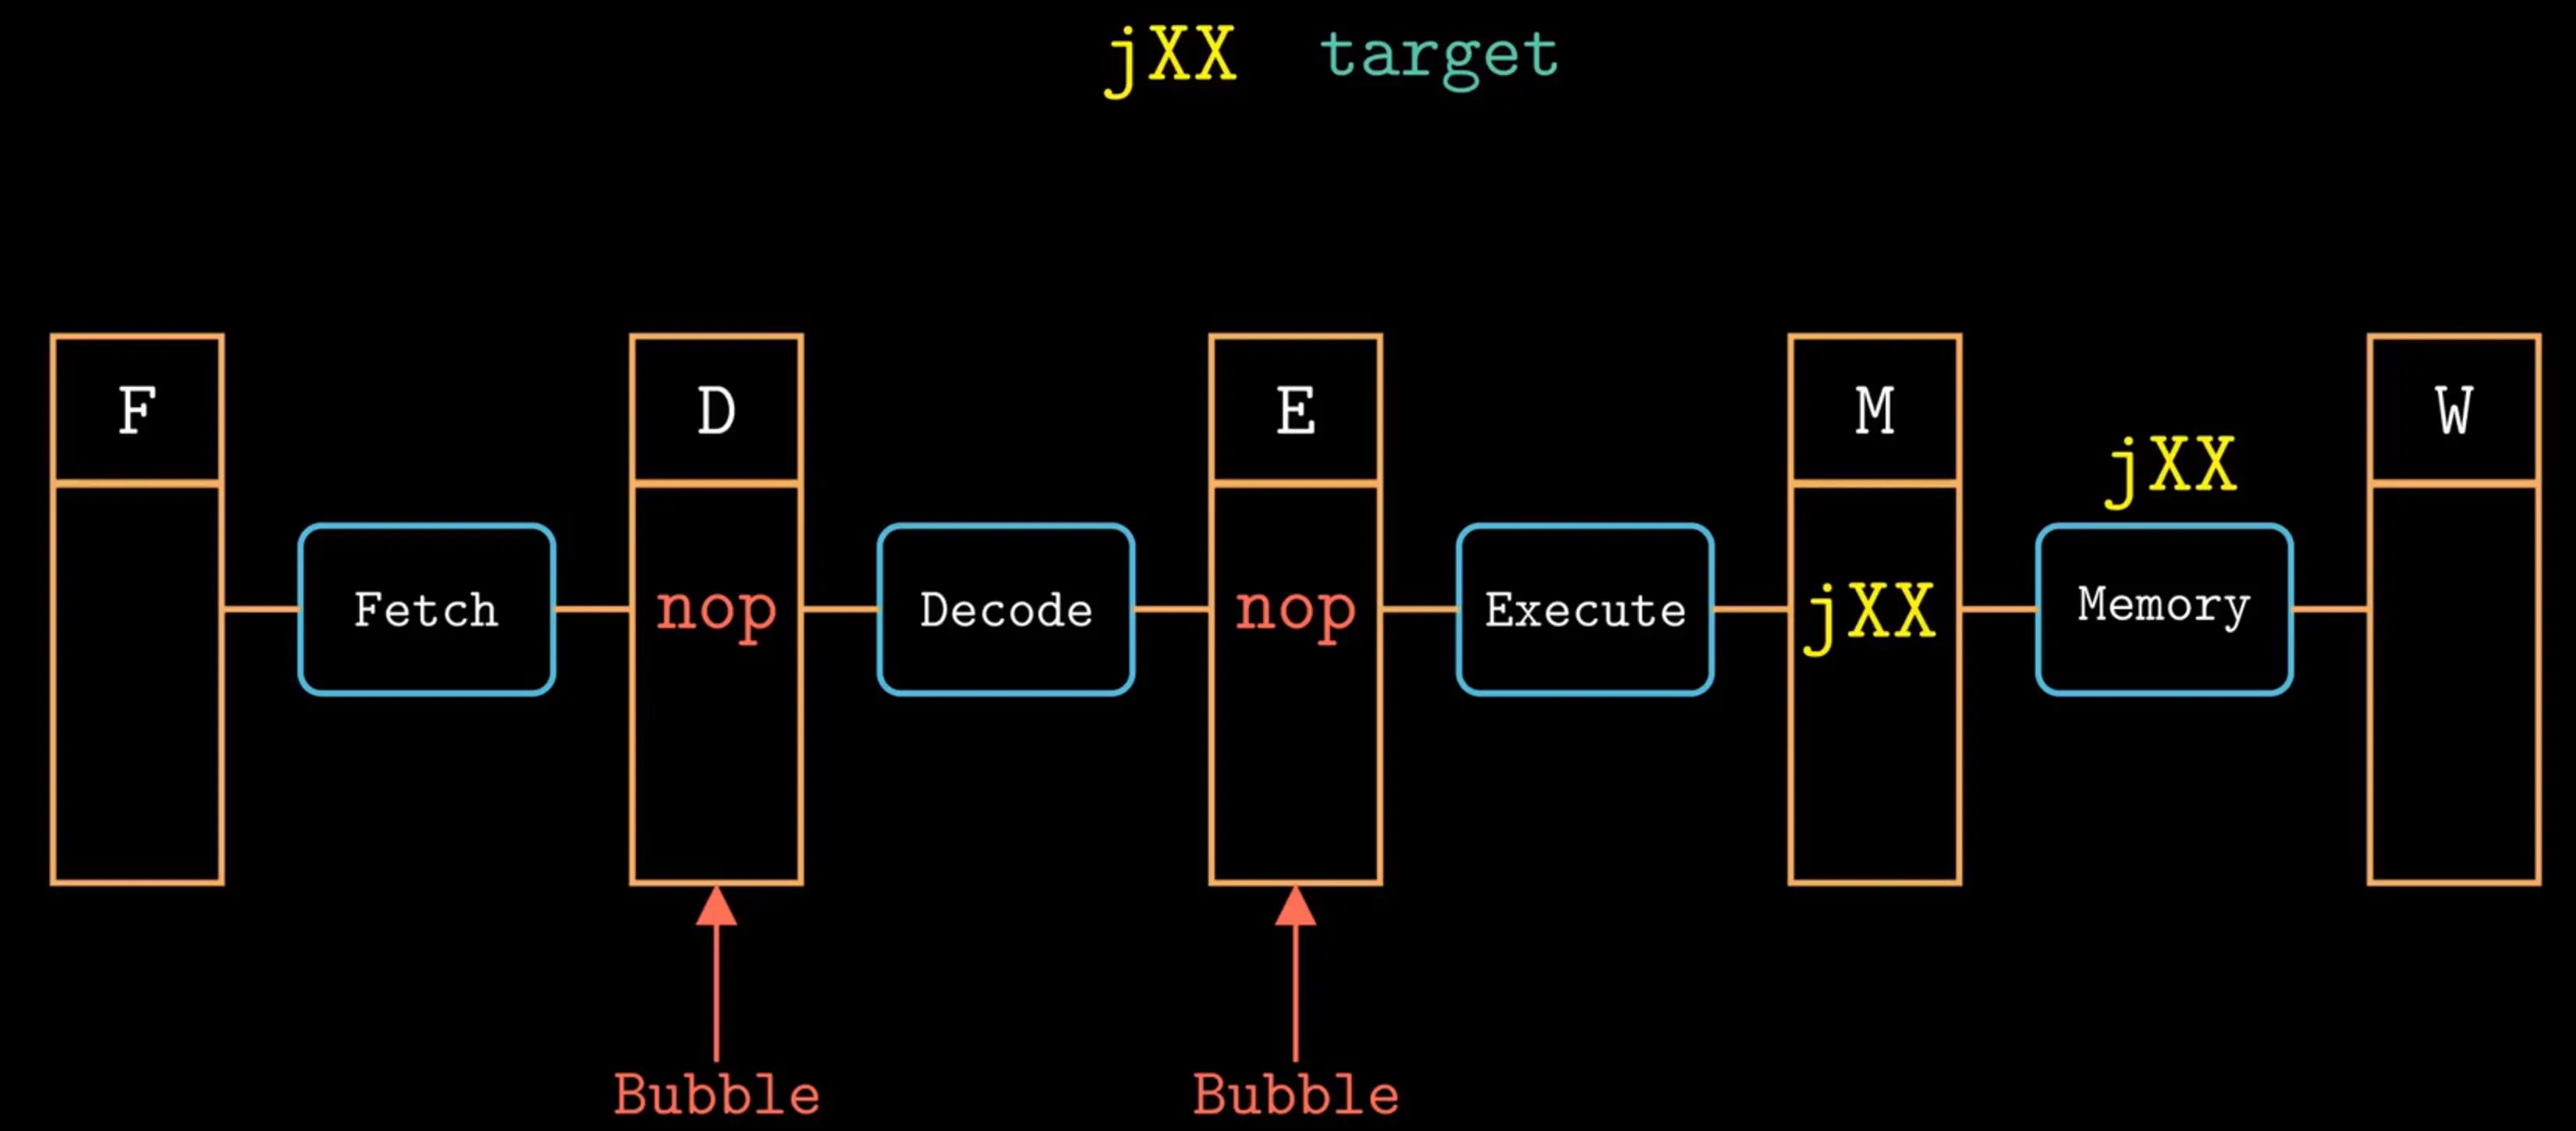 jXX target
F D E M W
jXX
Fetch nop Decode nop Execute jXX Memory
Bubble Bubble